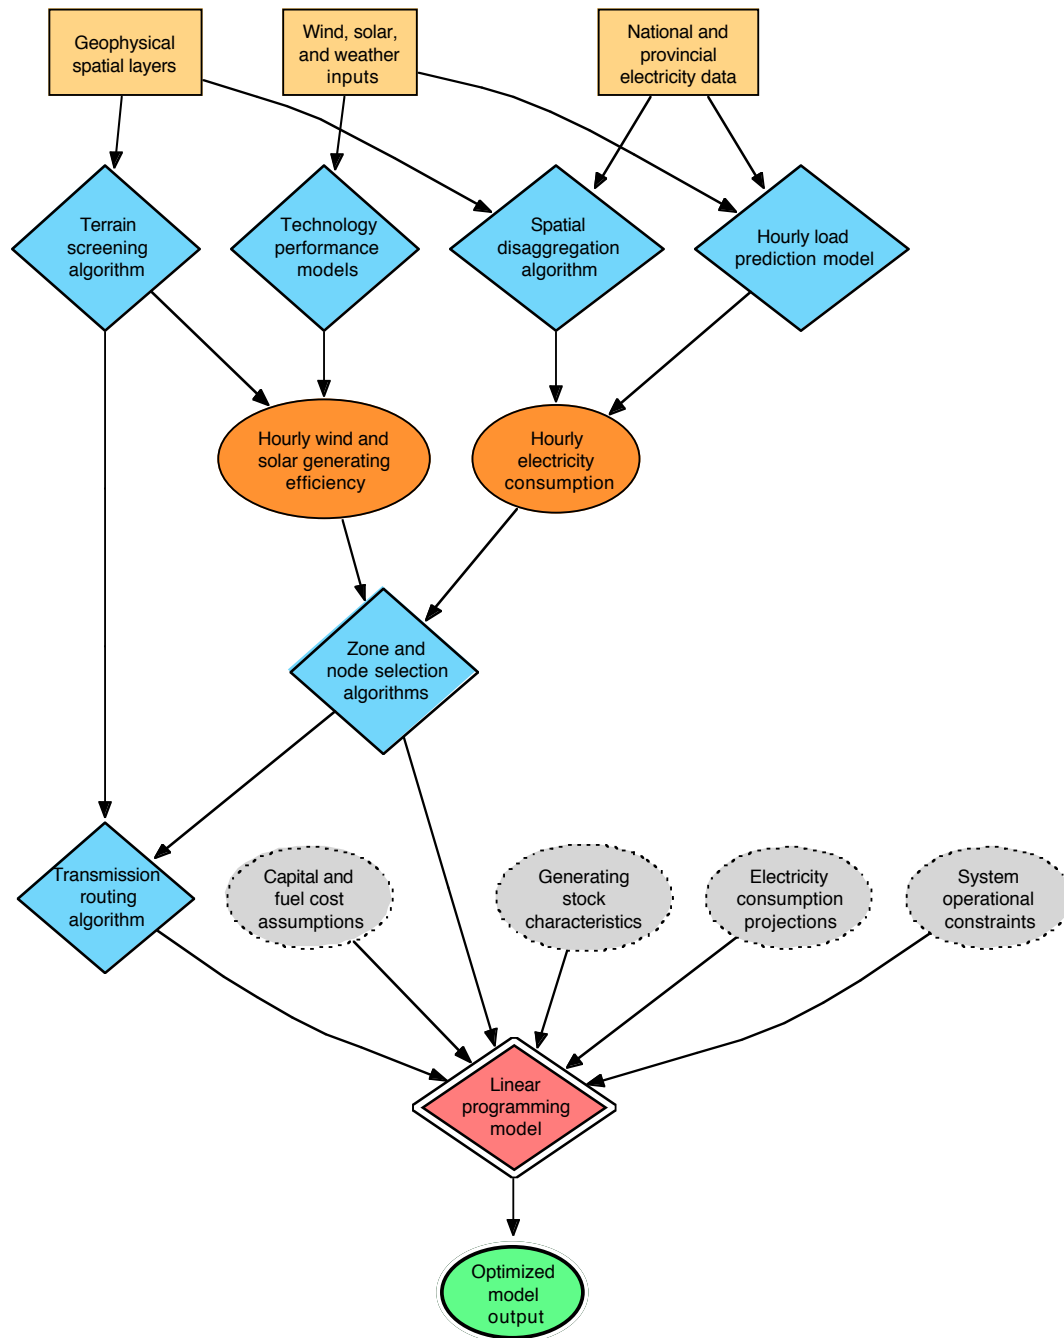 Geophysical
spatial layers
Wind, solar,
and weather
inputs
National and
provincial
electricity data
Terrain
screening
algorithm
Technology
performance
models
Spatial
disaggregation
algorithm
Hourly load
prediction model
Hourly wind and
solar generating
efficiency
Hourly
electricity
consumption
Zone and
node selection
algorithms
Transmission
routing
algorithm
Capital and
fuel cost
assumptions
Generating
stock
characteristics
Electricity
consumption
projections
System
operational
constraints
Linear
programming
model
Optimized
model
output